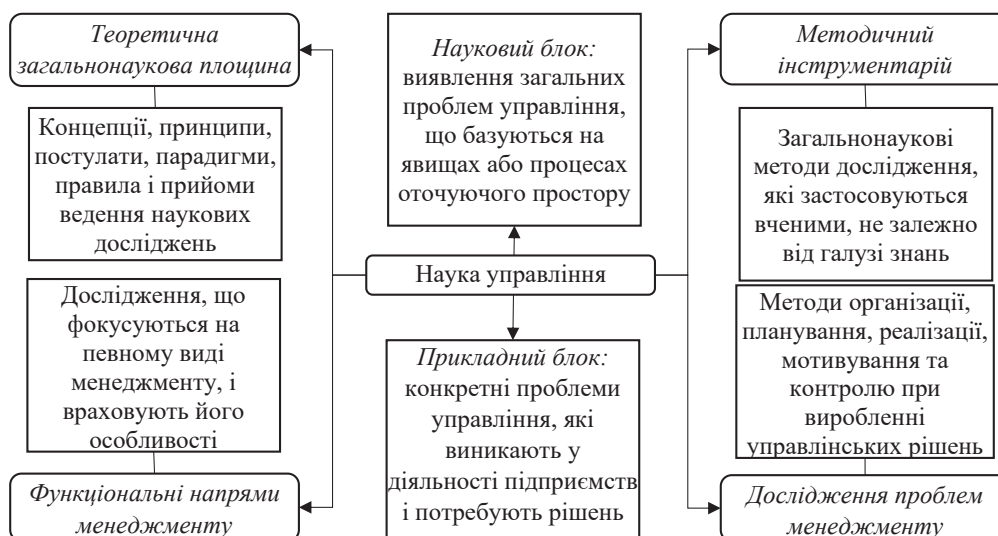 Теоретична
загальнонаукова площина
Концепції, принципи,
постулати, парадигми,
правила і прийоми
ведення наукових
досліджень
Дослідження, що
фокусуються на
певному виді
менеджменту, і
враховують його
особливості
Функціональні напрями
менеджменту
Науковий блок:
виявлення загальних
проблем управління,
що базуються на
явищах або процесах
оточуючого простору
Наука управління
Прикладний блок:
конкретні проблеми
управління, які
виникають у
діяльності підприємств
і потребують рішень
Методичний
інструментарій
Загальнонаукові
методи дослідження,
які застосовуються
вченими, не залежно
від галузі знань
Методи організації,
планування, реалізації,
мотивування та
контролю при
виробленні
управлінських рішень
Дослідження проблем
менеджменту